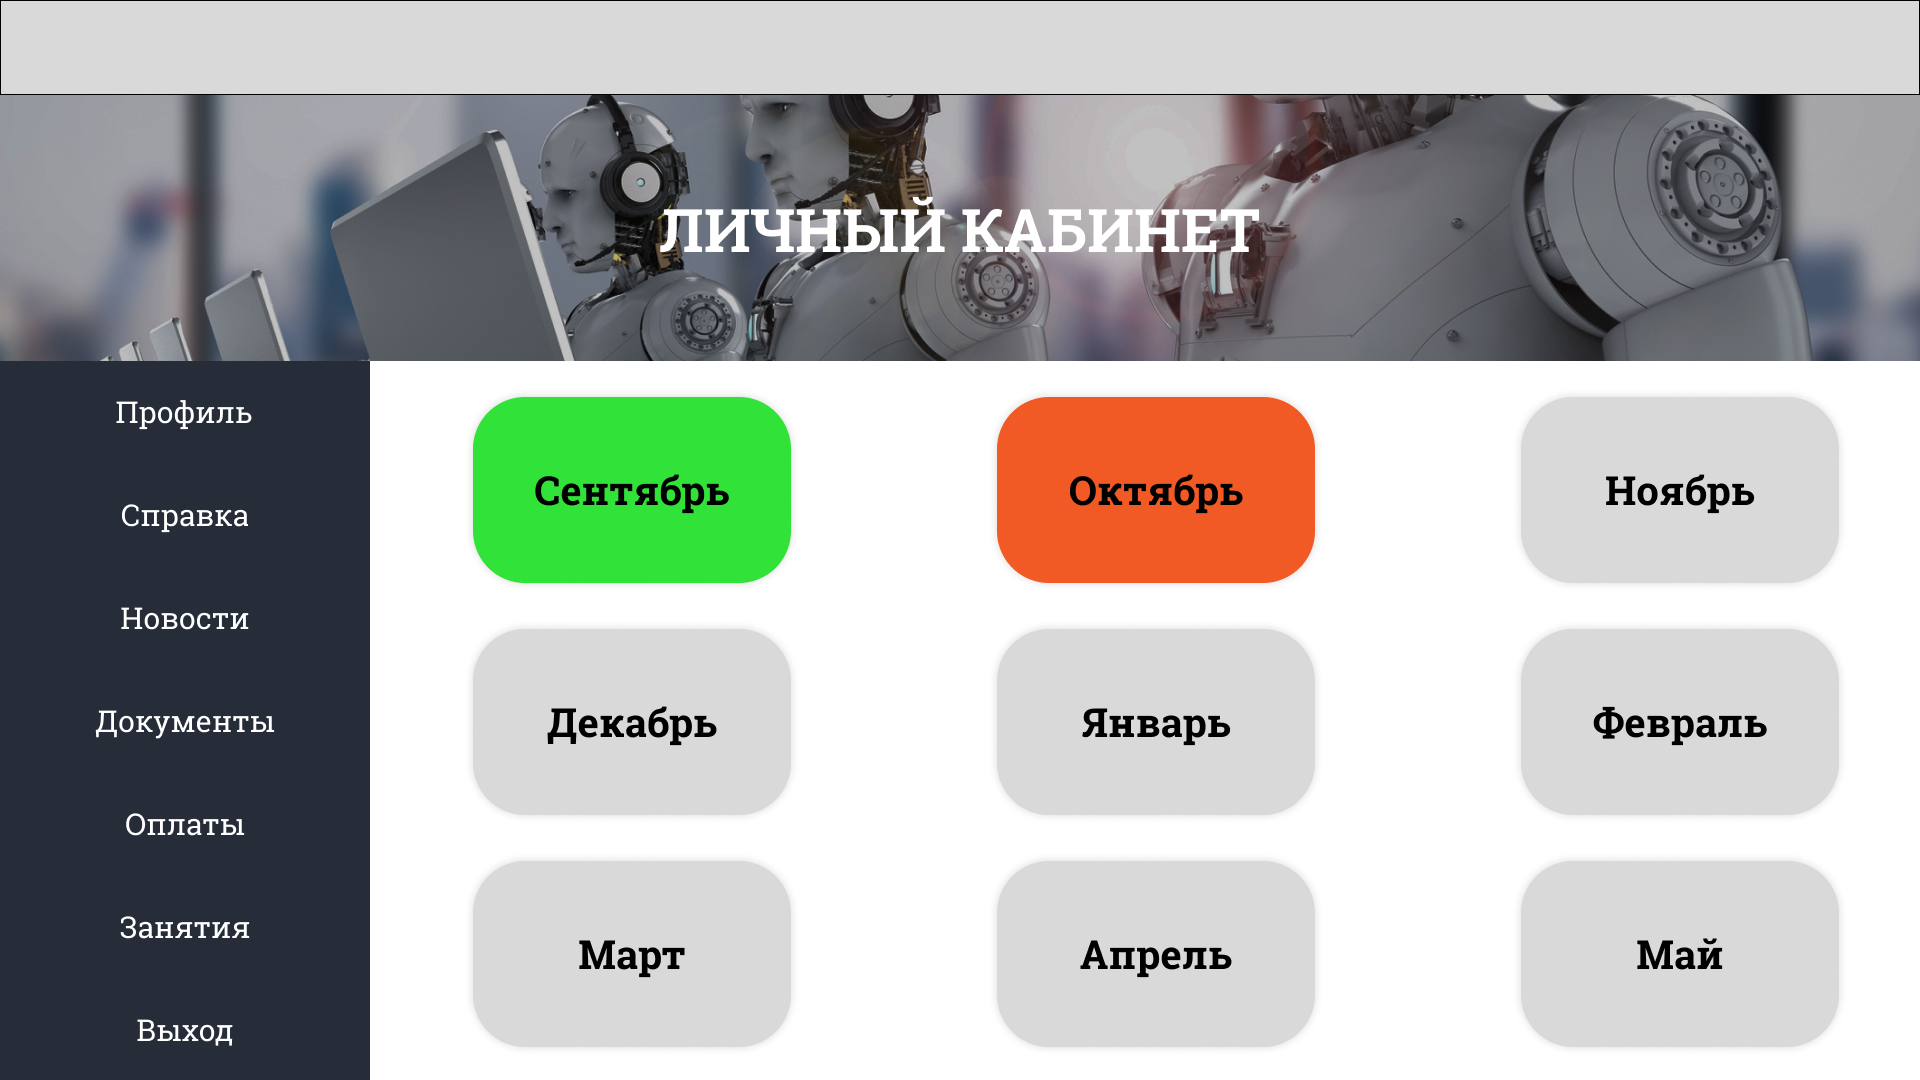 ЛИЧНЫЙ КАБИНЕТ
Профиль
Справка
Новости
Документы
Оплаты
Занятия
Выход
Сентябрь
Октябрь
Ноябрь
Декабрь
Январь
Февраль
Март
Апрель
Май